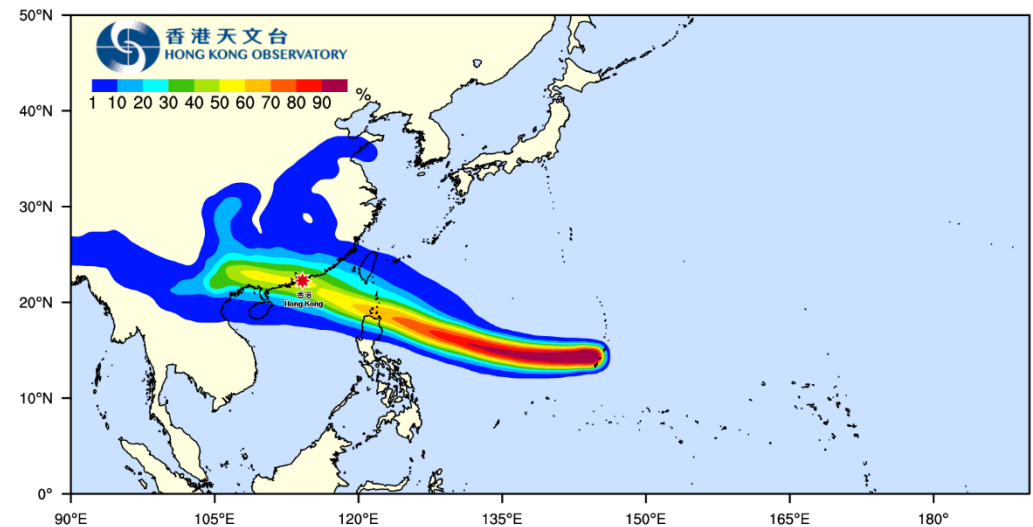 50°N
香港天文台
HONG KONG OBSERVATORY
%
1 10 20 30 40 50 60 70 80 90
40°N
30°N
20°N
香港
Hong Kong
10°N
0°
90°E 105°E 120°E 135°E 150°E 165°E 180°